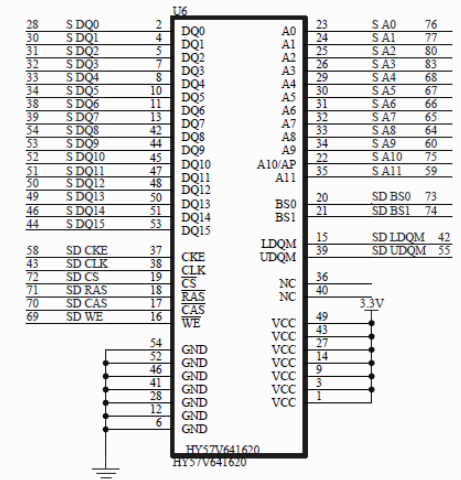 U6
28 S DQ0 2 DQ0 A0 23 S A0 76
30 S DQ1 4 DQ1 A1 24 S A1 77
31 S DQ2 5 DQ2 A2 25 S A2 80
32 S DQ3 7 DQ3 A3 26 S A3 83
33 S DQ4 8 DQ4 A4 29 S A4 68
34 S DQ5 10 DQ5 A5 30 S A5 67
38 S DQ6 11 DQ6 A6 31 S A6 66
39 S DQ7 13 DQ7 A7 32 S A7 65
54 S DQ8 42 DQ8 A8 33 S A8 64
53 S DQ9 44 DQ9 A9 34 S A9 60
52 S DQ10 45 DQ10 A10/AP 22 S A10 75
51 S DQ11 47 DQ11 A11 35 S A11 59
50 S DQ12 48 DQ12
49 S DQ13 50 DQ13 BS0 20 SD BS0 73
46 S DQ14 51 DQ14 BS1 21 SD BS1 74
44 S DQ15 53 DQ15
LDQM 15 SD LDQM 42
58 SD CKE 37 CKE UDQM 39 SD UDQM 55
43 SD CLK 38 CLK
72 SD CS 19 CS NC 36
71 SD RAS 18 RAS NC 40
70 SD CAS 17 CAS 3.3V
69 SD WE 16 WE VCC 49
VCC 43
54 GND VCC 27
52 GND VCC 14
46 GND VCC 9
41 GND VCC 3
28 GND VCC 1
12 GND
6 GND
HY57V641620
HY57V641620